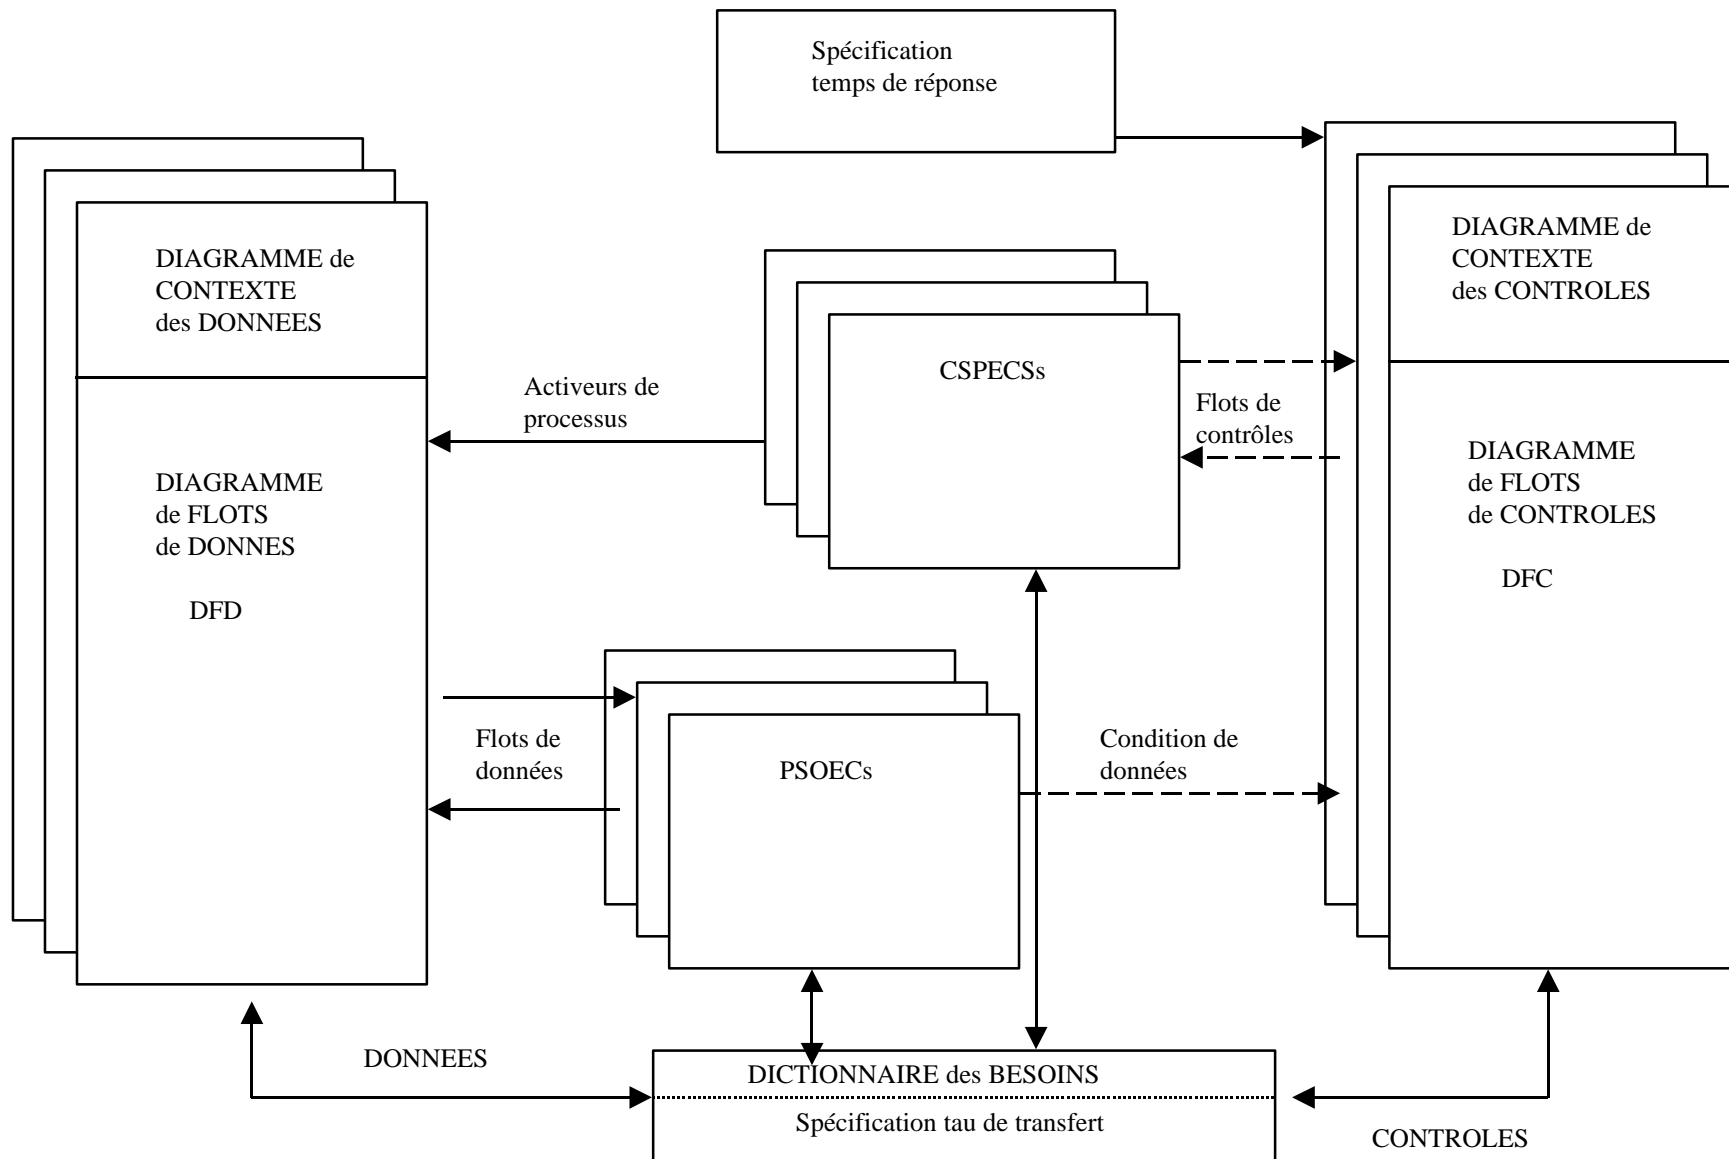 Spécification
temps de réponse
DIAGRAMME de
CONTEXTE
des DONNEES
DIAGRAMME
de FLOTS
de DONNES
DFD
Activeurs de
processus
CSPECSs
Flots de
contrôles
DIAGRAMME de
CONTEXTE
des CONTROLES
DIAGRAMME
de FLOTS
de CONTROLES
DFC
Flots de
données
PSOECs
Condition de
données
DONNEES
DICTIONNAIRE des BESOINS
Spécification tau de transfert
CONTROLES